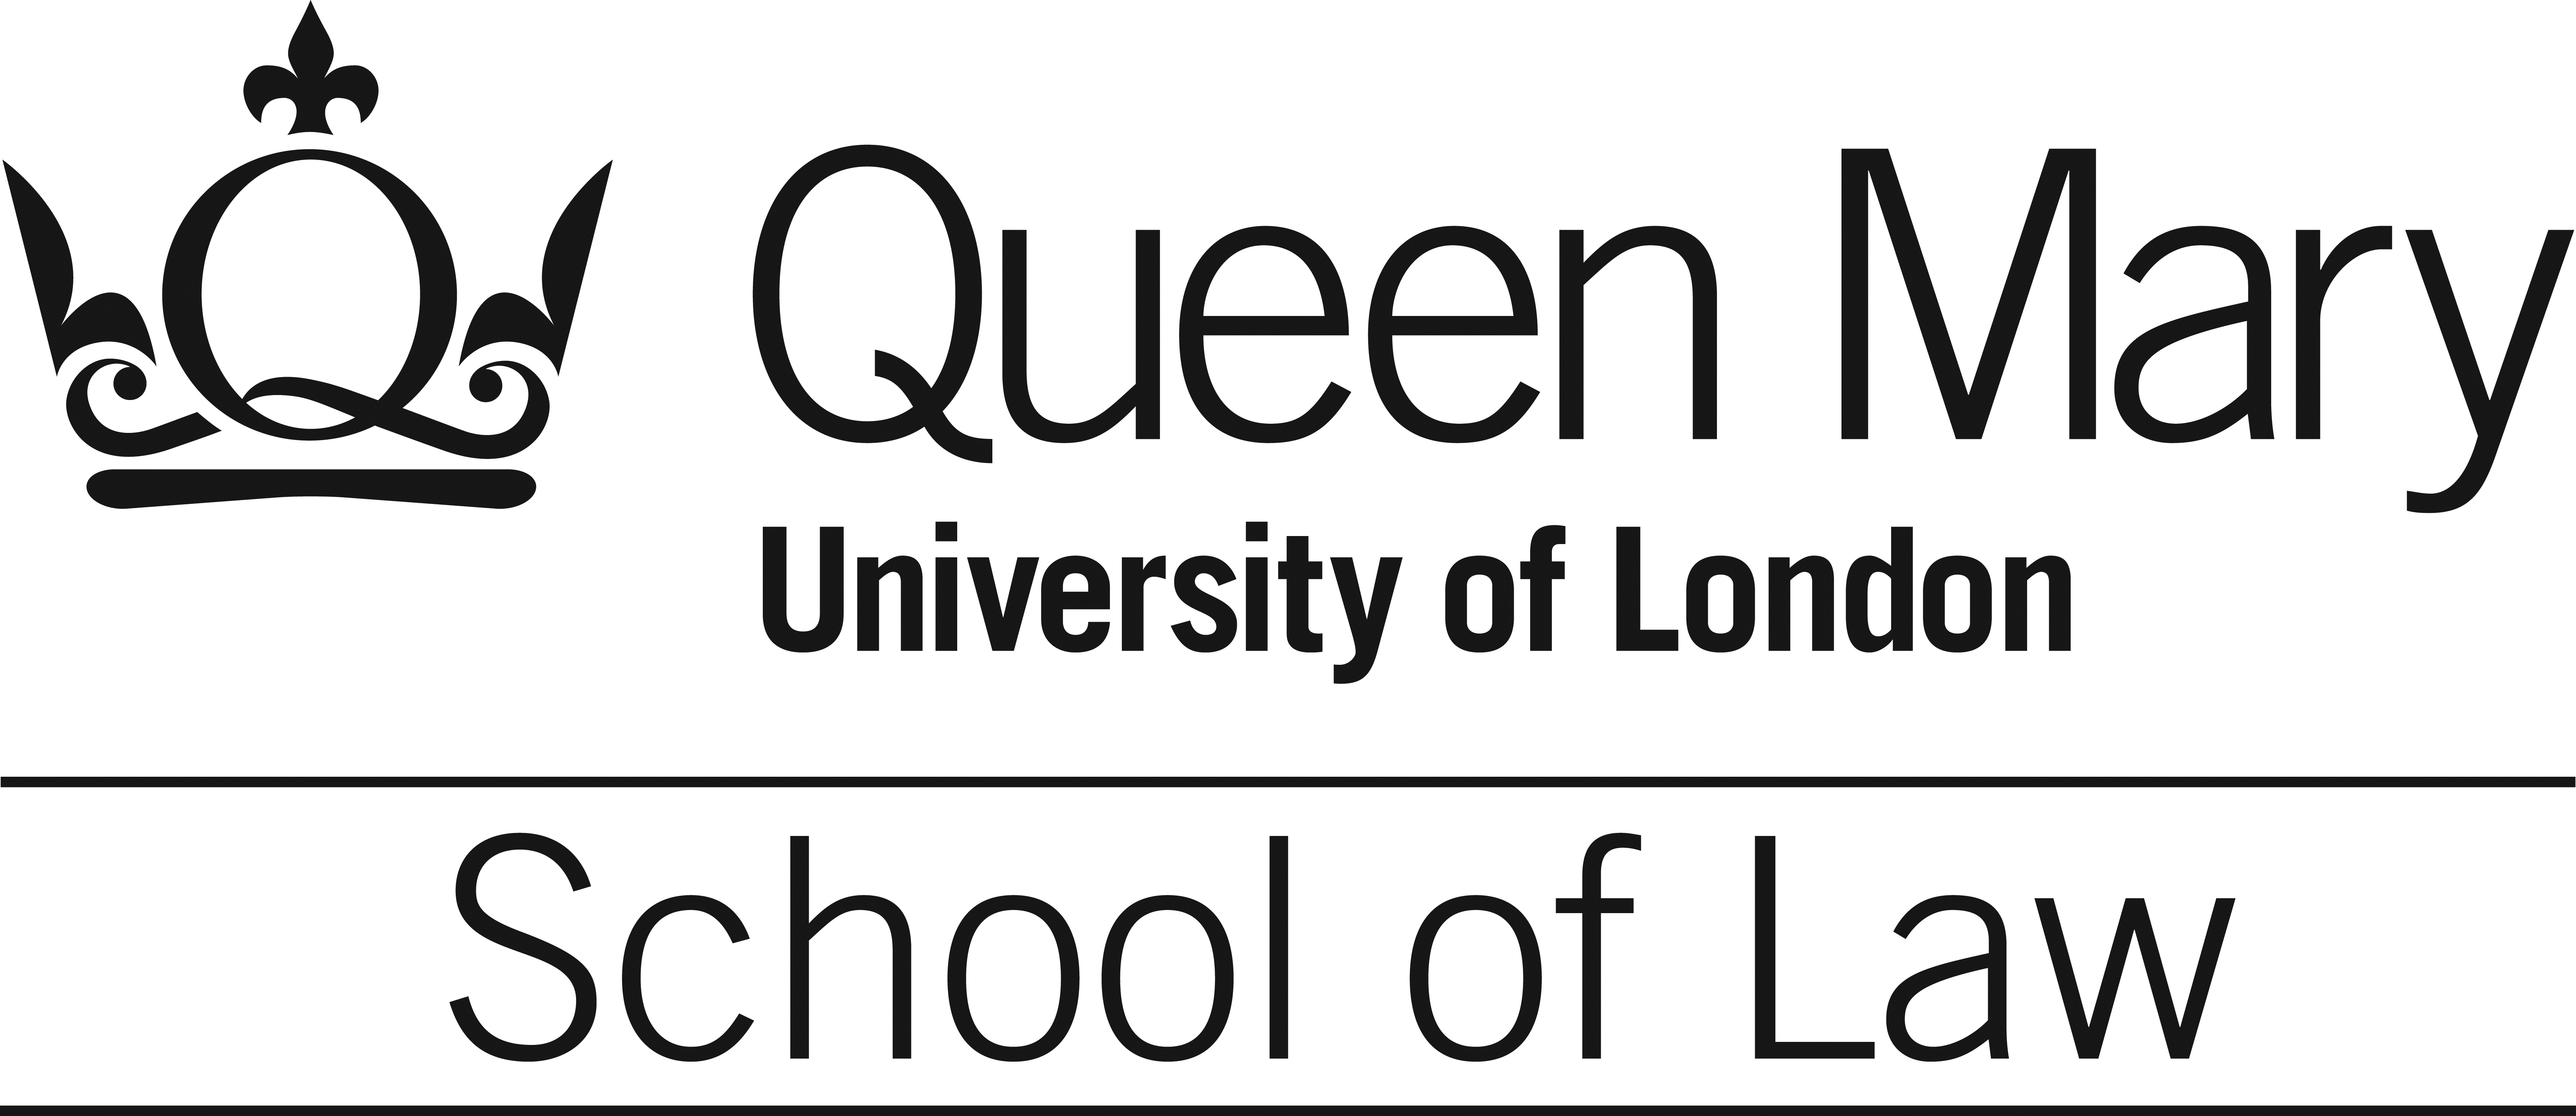 Queen Mary
University of London
School of Law